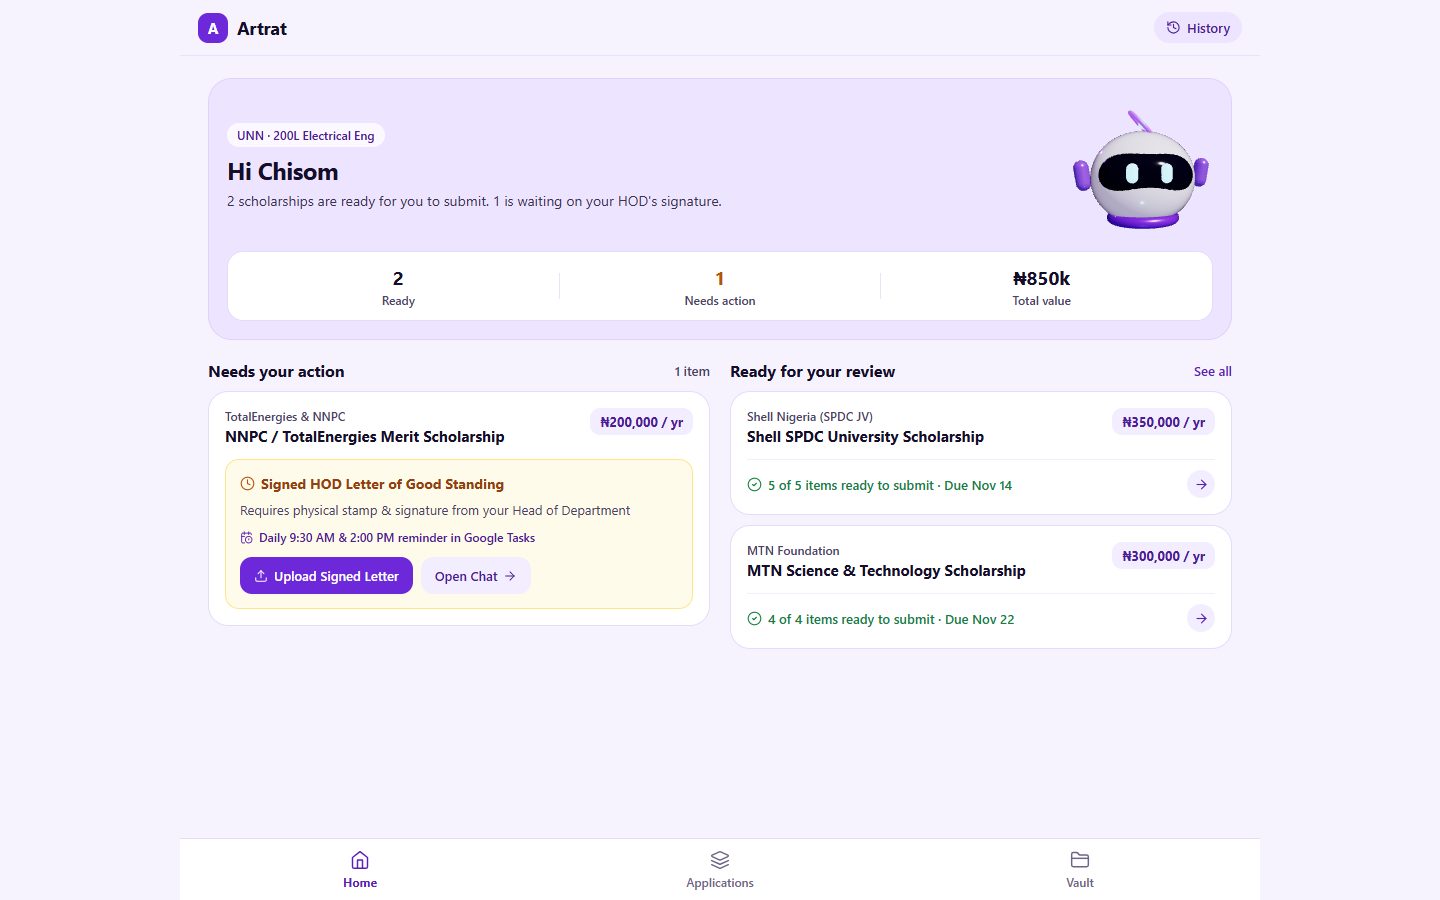 A Artrat
History
UNN · 200L Electrical Eng
Hi Chisom
2 scholarships are ready for you to submit. 1 is waiting on your HOD's signature.
2
Ready
1
Needs action
₦850k
Total value
Needs your action
1 item
TotalEnergies & NNPC
NNPC / TotalEnergies Merit Scholarship
₦200,000 / yr
Signed HOD Letter of Good Standing
Requires physical stamp & signature from your Head of Department
Daily 9:30 AM & 2:00 PM reminder in Google Tasks
Upload Signed Letter
Open Chat →
Ready for your review
See all
Shell Nigeria (SPDC JV)
Shell SPDC University Scholarship
₦350,000 / yr
5 of 5 items ready to submit · Due Nov 14
MTN Foundation
MTN Science & Technology Scholarship
₦300,000 / yr
4 of 4 items ready to submit · Due Nov 22
Home
Applications
Vault